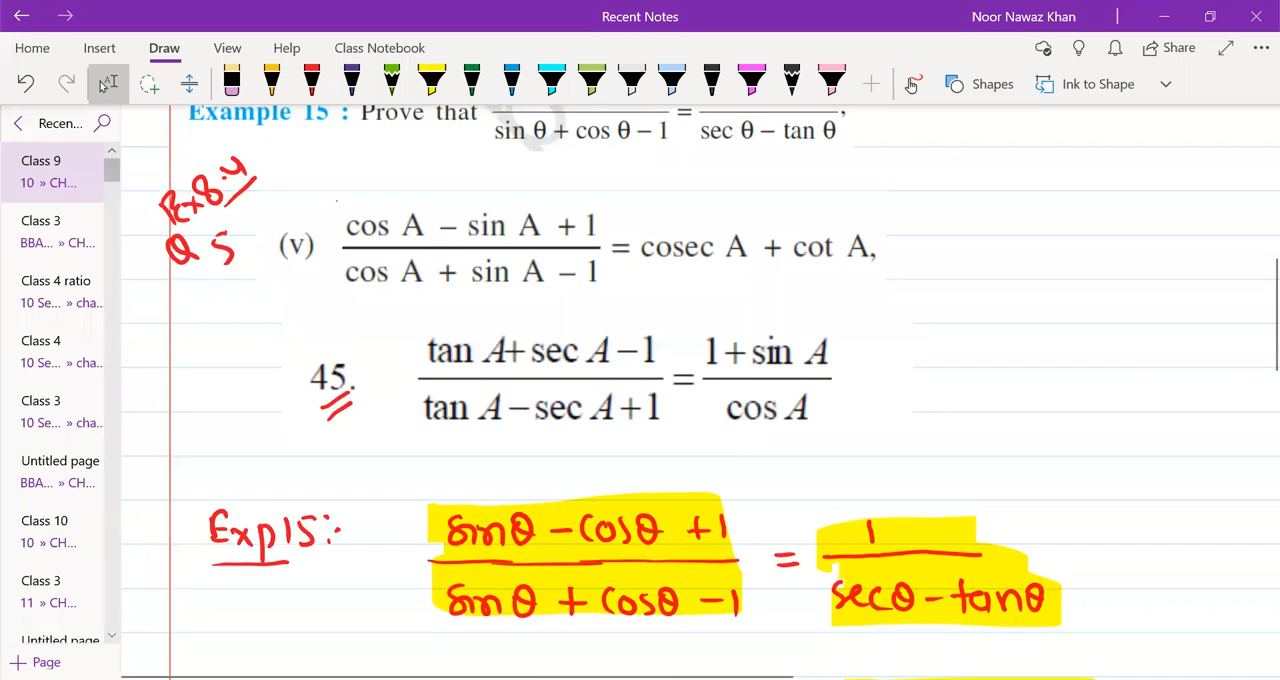 Recent Notes
Noor Nawaz Khan
Home Insert Draw View Help Class Notebook
Share
Shapes
Ink to Shape
Recen...
Class 9
10 » CH...
Class 3
BBA... » CH...
Class 4 ratio
10 Se... » cha...
Class 4
10 Se... » cha...
Class 3
10 Se... » cha...
Untitled page
BBA... » CH...
Class 10
10 » CH...
Class 3
11 » CH...
Untitled page
+ Page
Example 15 : Prove that
sin θ + cos θ − 1 = sec θ − tan θ ,
Ex 8.4
Q 5
(v) cos A − sin A + 1
cos A + sin A − 1
= cosec A + cot A,
45. tan A+sec A−1
tan A−sec A+1
= 1+sin A
cos A
Exp15:-
sinθ − cosθ + 1
sinθ + cosθ − 1
= 1
secθ − tanθ